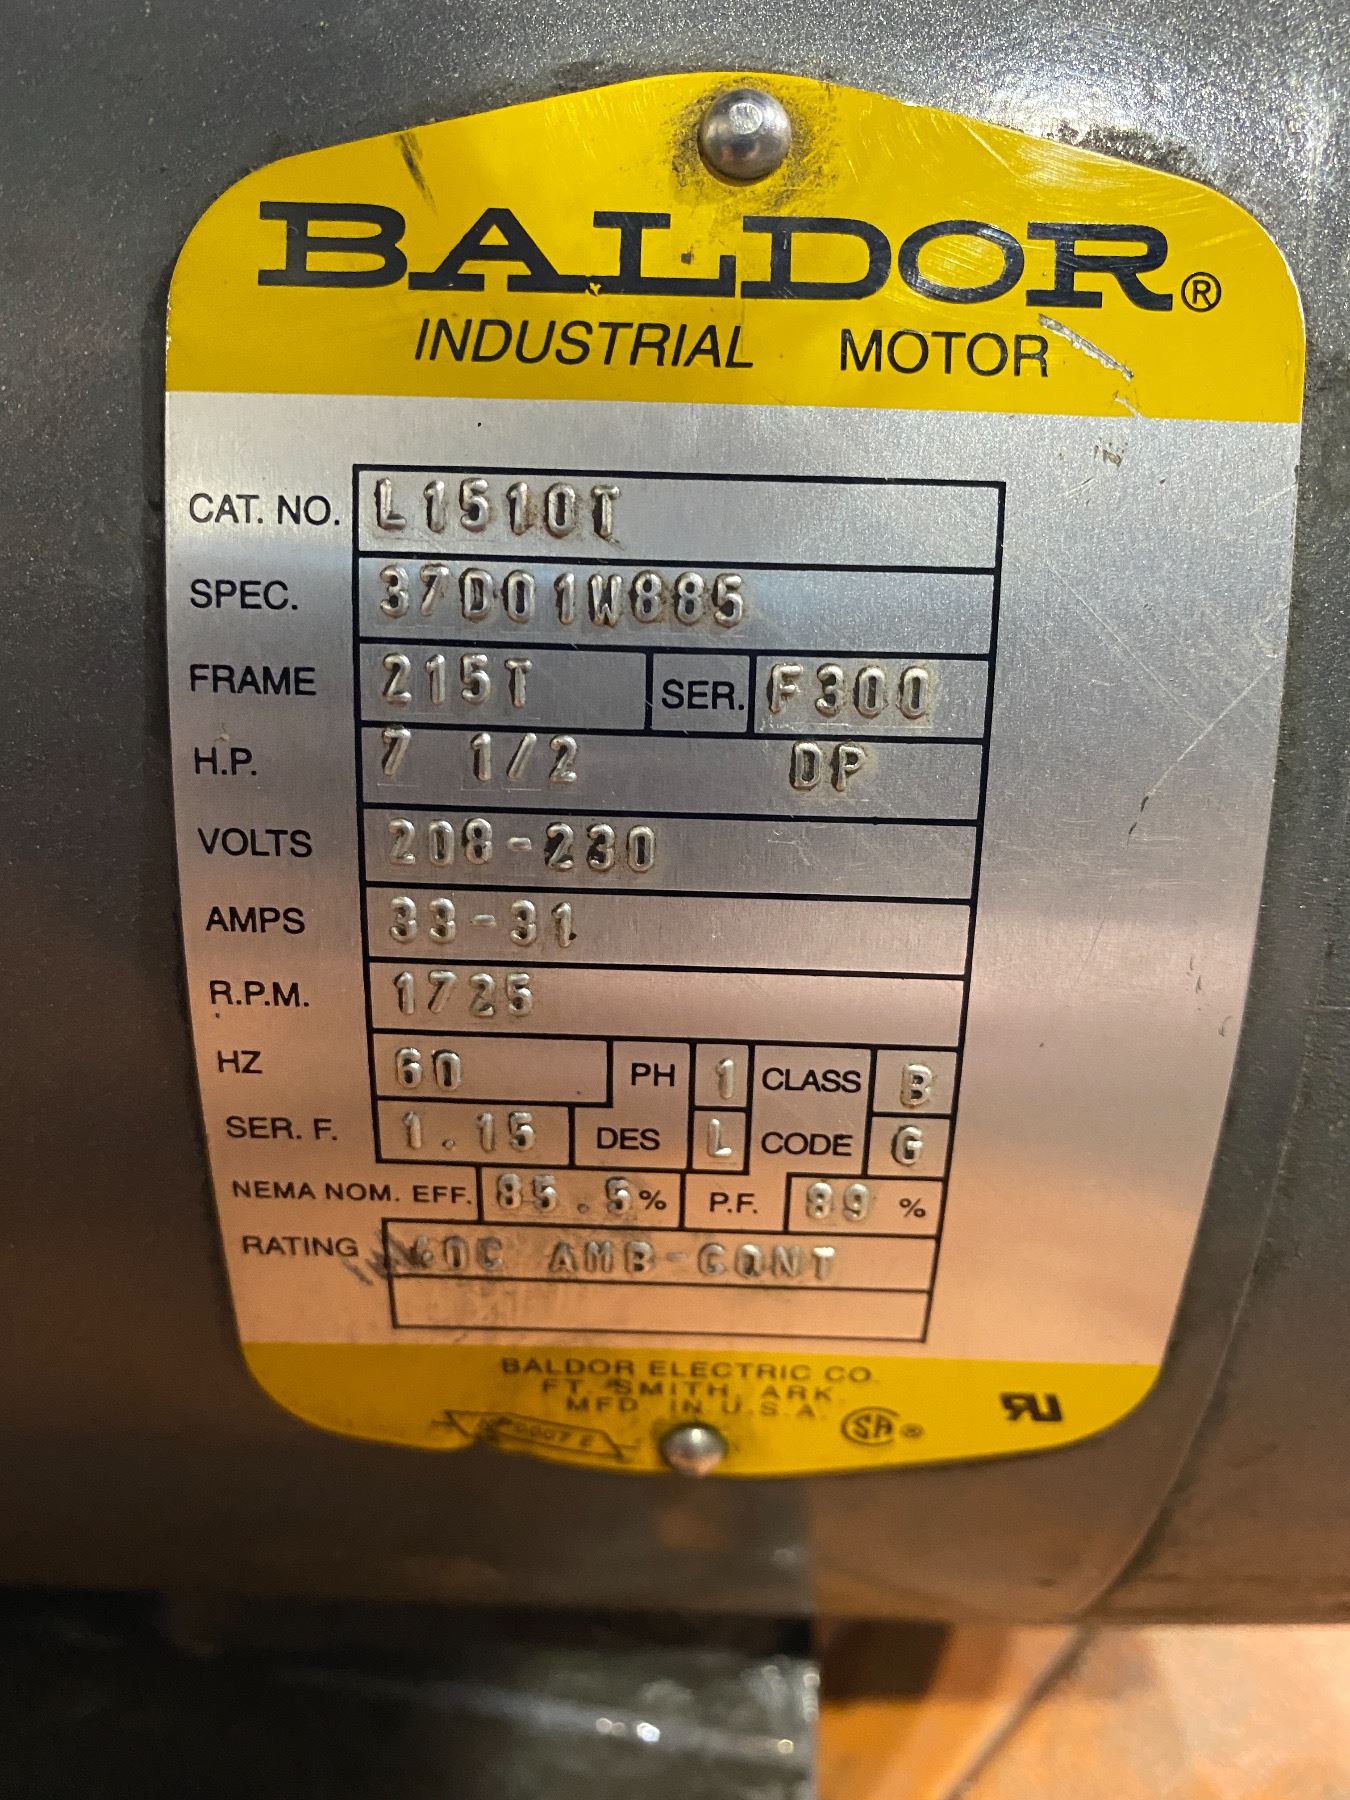 BALDOR®
INDUSTRIAL MOTOR
CAT. NO. L1510T
SPEC. 37D01W885
FRAME 215T SER. F300
H.P. 7 1/2 DP
VOLTS 208-230
AMPS 33-31
R.P.M. 1725
HZ 60 PH 1 CLASS B
SER. F. 1.15 DES L CODE G
NEMA NOM. EFF. 85.5% P.F. 89 %
RATING 40C AMB-CONT
BALDOR ELECTRIC CO.
FT. SMITH, ARK.
MFD. IN U.S.A.